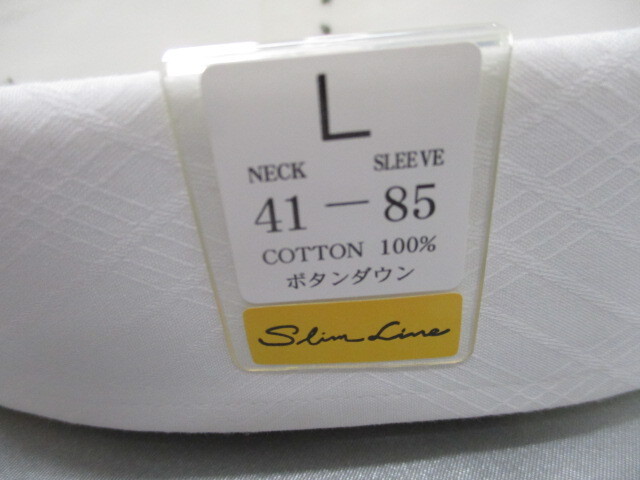 L
NECK SLEEVE
41 — 85
COTTON 100%
ボタンダウン
Slim Line